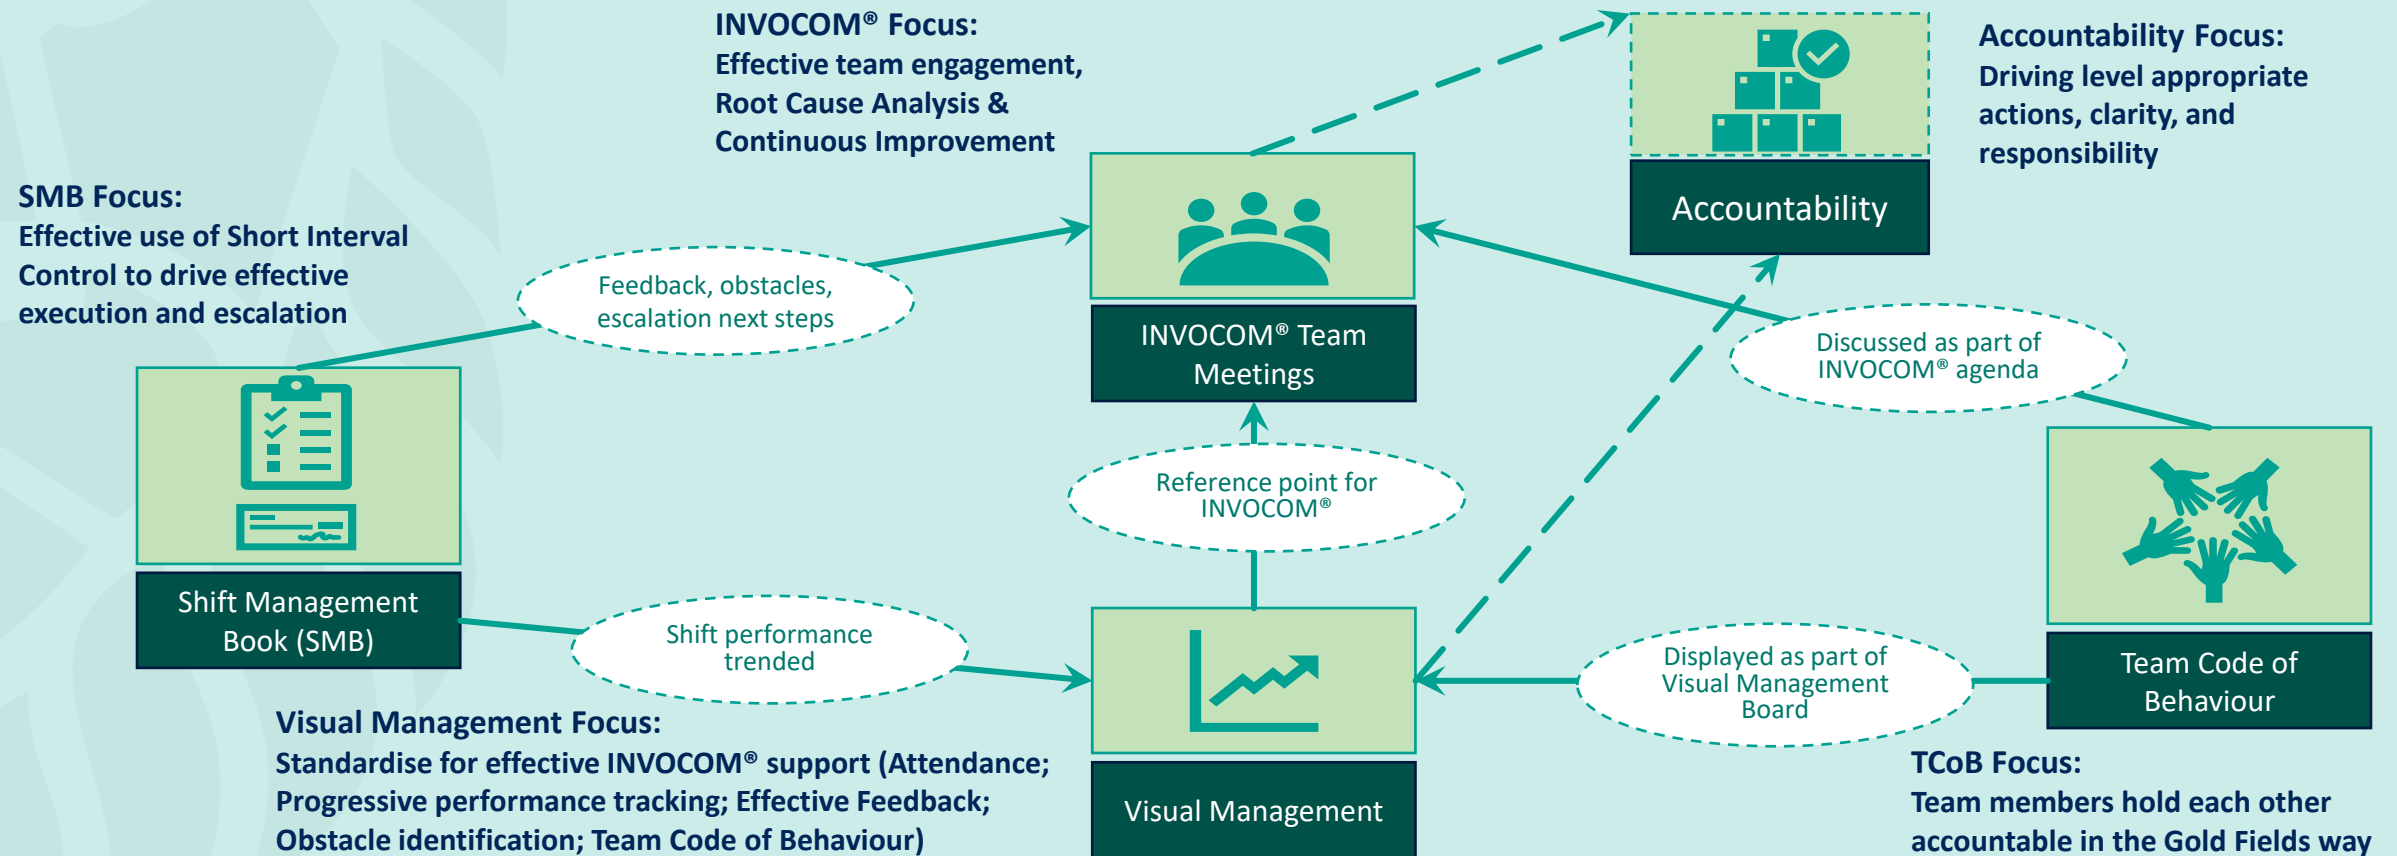 INVOCOM® Focus:
Effective team engagement,
Root Cause Analysis &
Continuous Improvement
Accountability Focus:
Driving level appropriate
actions, clarity, and
responsibility
Accountability
SMB Focus:
Effective use of Short Interval
Control to drive effective
execution and escalation
Feedback, obstacles,
escalation next steps
INVOCOM® Team
Meetings
Discussed as part of
INVOCOM® agenda
Reference point for
INVOCOM®
Shift Management
Book (SMB)
Shift performance
trended
Displayed as part of
Visual Management
Board
Team Code of
Behaviour
Visual Management Focus:
Standardise for effective INVOCOM® support (Attendance;
Progressive performance tracking; Effective Feedback;
Obstacle identification; Team Code of Behaviour)
Visual Management
TCoB Focus:
Team members hold each other
accountable in the Gold Fields way